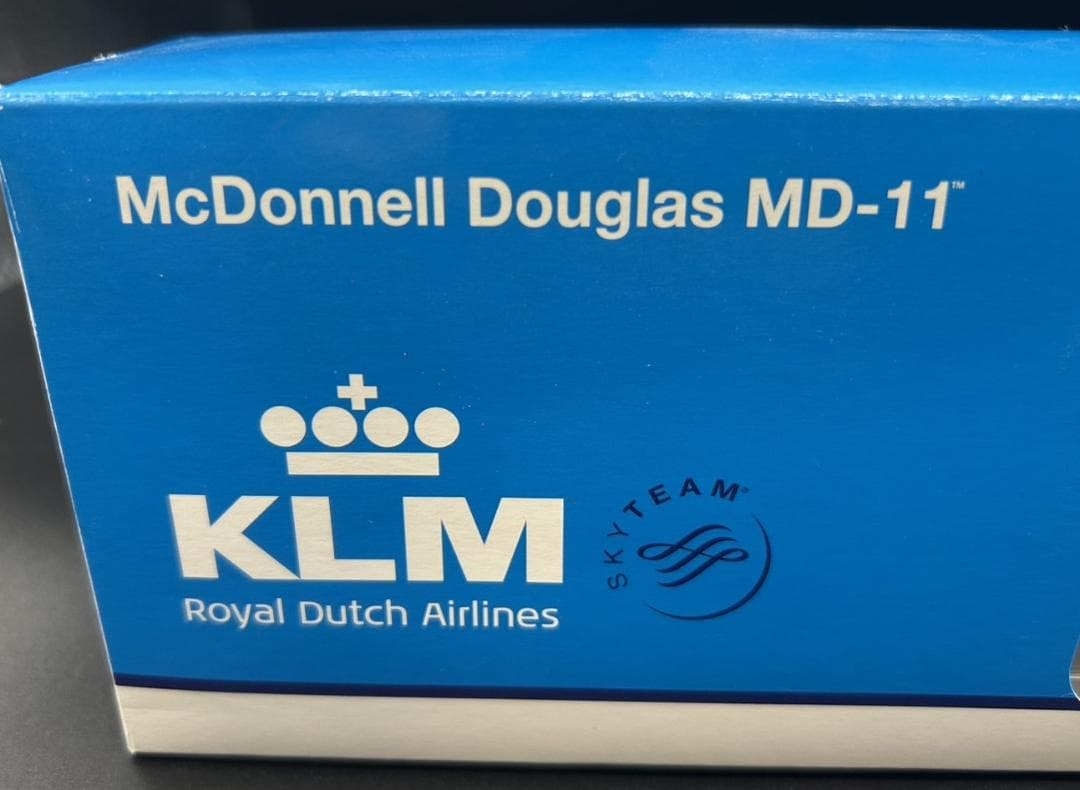 McDonnell Douglas MD-11™
KLM
Royal Dutch Airlines
SKYTEAM®